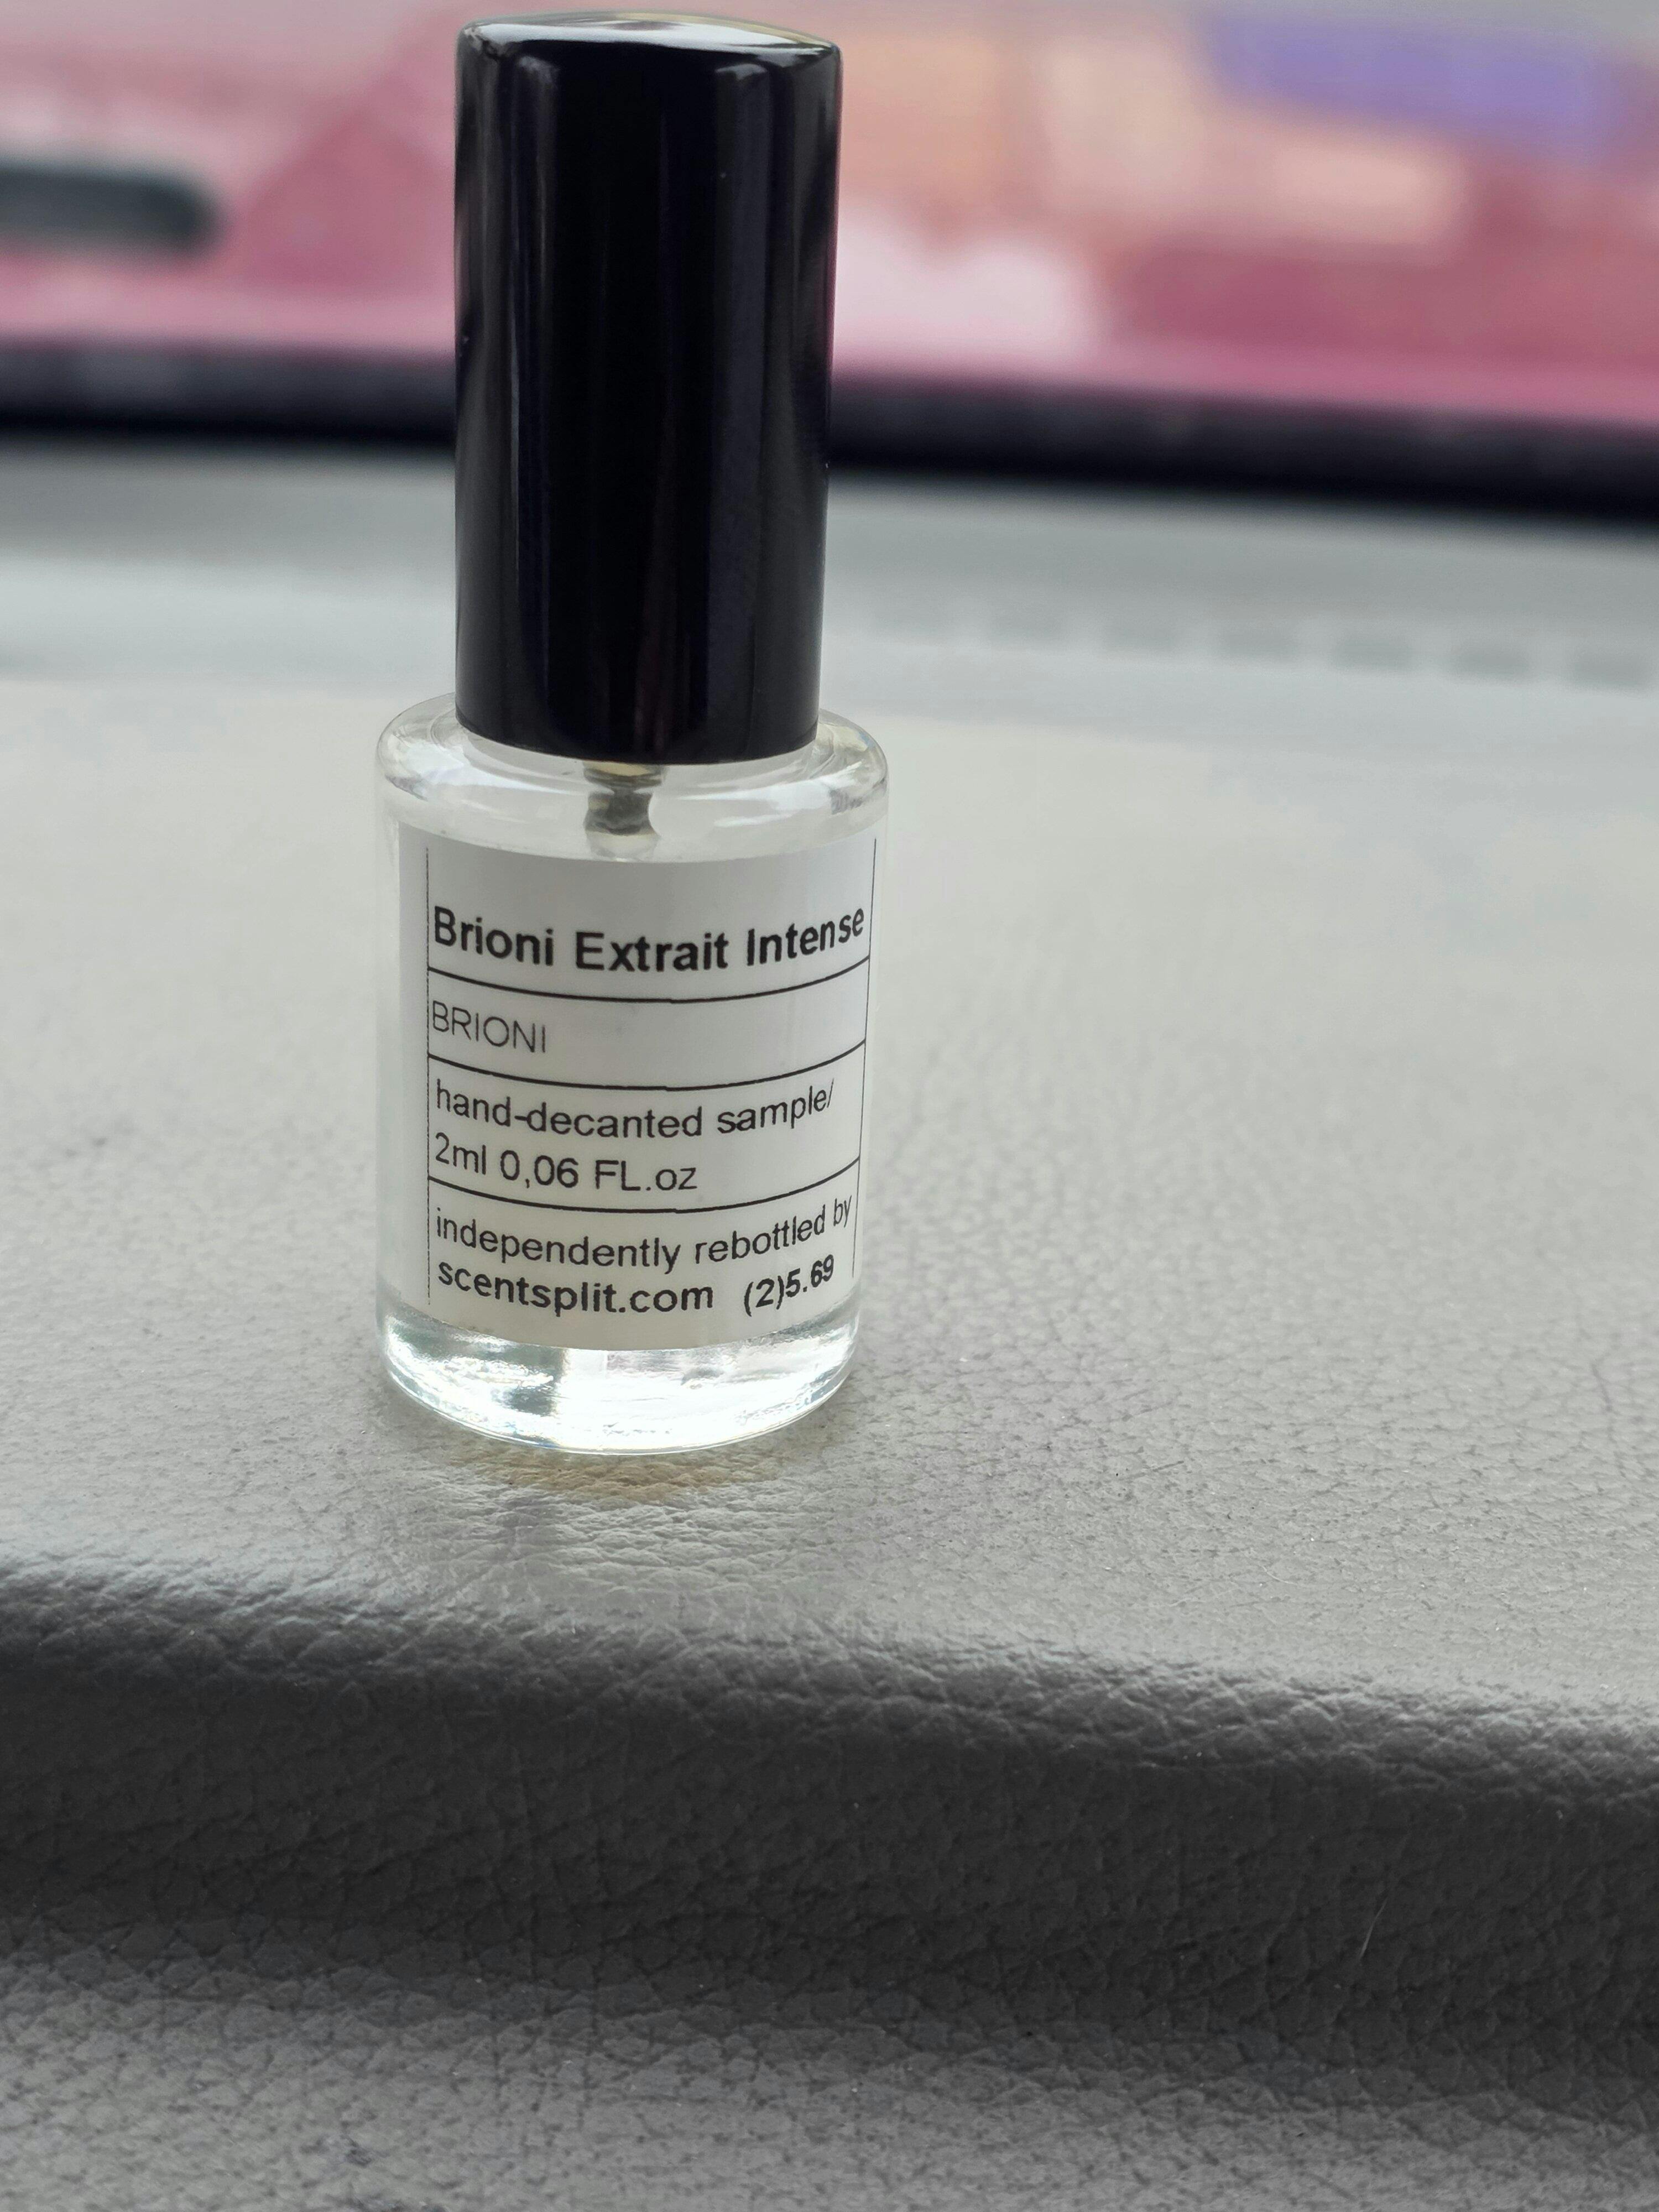 Brioni Extrait Intense
BRIONI
hand-decanted sample/
2ml 0,06 FL.oz
independently rebottled by
scentsplit.com (2)5.69